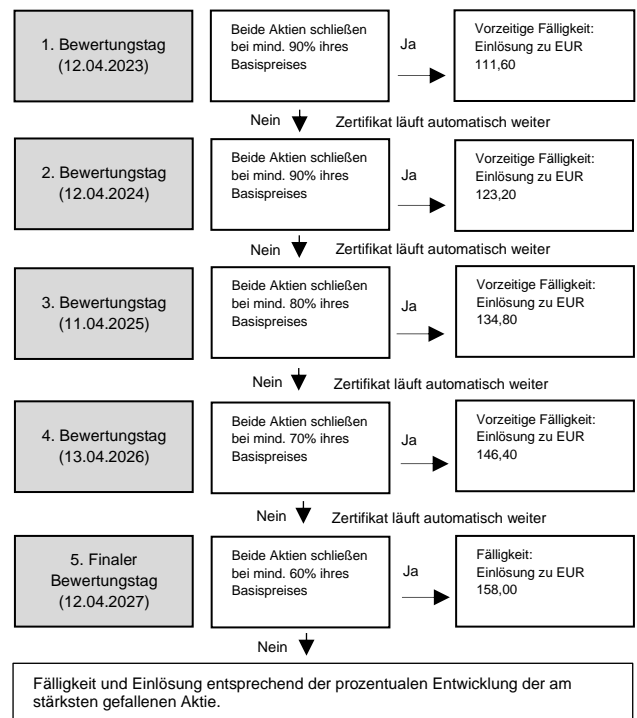 1. Bewertungstag
(12.04.2023)
Beide Aktien schließen
bei mind. 90% ihres
Basispreises
Ja
Vorzeitige Fälligkeit:
Einlösung zu EUR
111,60
Nein
Zertifikat läuft automatisch weiter
2. Bewertungstag
(12.04.2024)
Beide Aktien schließen
bei mind. 90% ihres
Basispreises
Ja
Vorzeitige Fälligkeit:
Einlösung zu EUR
123,20
Nein
Zertifikat läuft automatisch weiter
3. Bewertungstag
(11.04.2025)
Beide Aktien schließen
bei mind. 80% ihres
Basispreises
Ja
Vorzeitige Fälligkeit:
Einlösung zu EUR
134,80
Nein
Zertifikat läuft automatisch weiter
4. Bewertungstag
(13.04.2026)
Beide Aktien schließen
bei mind. 70% ihres
Basispreises
Ja
Vorzeitige Fälligkeit:
Einlösung zu EUR
146,40
Nein
Zertifikat läuft automatisch weiter
5. Finaler
Bewertungstag
(12.04.2027)
Beide Aktien schließen
bei mind. 60% ihres
Basispreises
Ja
Fälligkeit:
Einlösung zu EUR
158,00
Nein
Fälligkeit und Einlösung entsprechend der prozentualen Entwicklung der am
stärksten gefallenen Aktie.